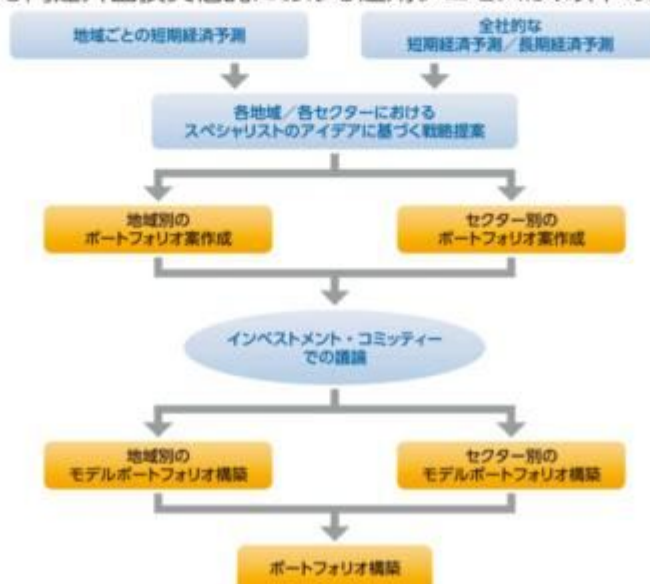 地域ごとの短期経済予測
全社的な
短期経済予測／長期経済予測
各地域／各セクターにおける
スペシャリストのアイデアに基づく戦略提案
地域別の
ポートフォリオ案作成
セクター別の
ポートフォリオ案作成
インベストメント・コミッティー
での議論
地域別の
モデルポートフォリオ構築
セクター別の
モデルポートフォリオ構築
ポートフォリオ構築